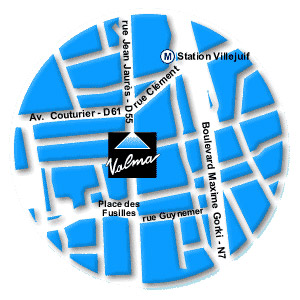 rue Jean Jaurès - D55
M Station Villejuif
rue Clément
Av. Couturier - D61
Boulevard Maxime Gorki - N7
Valma
Place des
Fusilles
rue Guynemer